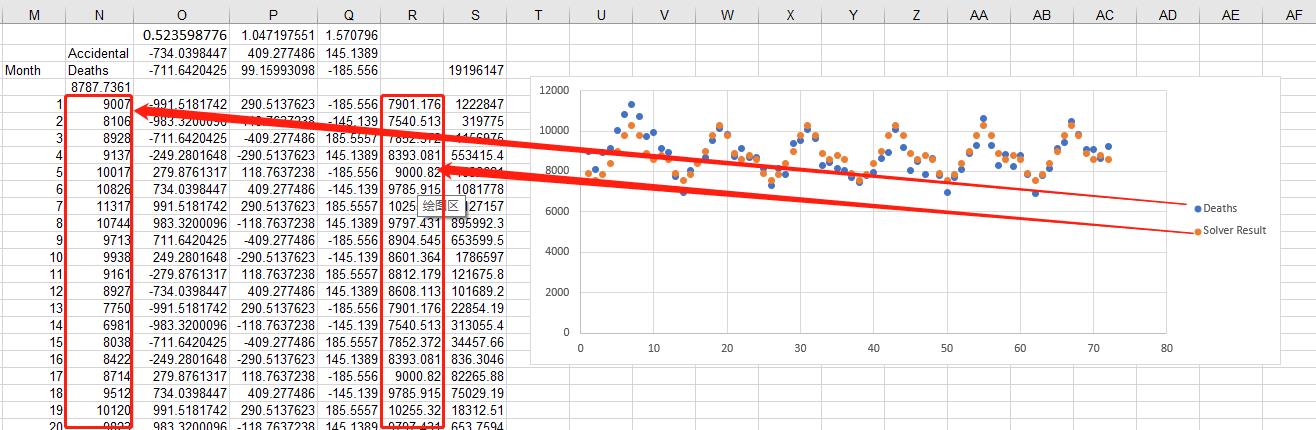 M N O P Q R S T U V W X Y Z AA AB AC AD AE AF
0.523598776 1.047197551 1.570796
Accidental -734.0398447 409.277486 145.1389
Month Deaths -711.6420425 99.15993098 -185.556 19196147
8787.7361
1 9007 -991.5181742 290.5137623 -185.556 7901.176 1222847
2 8106 -983.3200096 -118.7637238 -145.139 7540.513 319775
3 8928 -711.6420425 -409.277486 185.5557 7852.372 1156975
4 9137 -249.2801648 -290.5137623 145.1389 8393.081 553415.4
5 10017 279.8761317 118.7637238 -185.556 9000.82
6 10826 734.0398447 409.277486 -145.139 9785.915 1081778
7 11317 991.5181742 290.5137623 185.5557 1025 27157
绘图区
8 10744 983.3200096 -118.7637238 145.1389 9797.431 895992.3
9 9713 711.6420425 -409.277486 -185.556 8904.545 653599.5
10 9938 249.2801648 -290.5137623 -145.139 8601.364 1786597
11 9161 -279.8761317 118.7637238 185.5557 8812.179 121675.8
12 8927 -734.0398447 409.277486 145.1389 8608.113 101689.2
13 7750 -991.5181742 290.5137623 -185.556 7901.176 22854.19
14 6981 -983.3200096 -118.7637238 -145.139 7540.513 313055.4
15 8038 -711.6420425 -409.277486 185.5557 7852.372 34457.66
16 8422 -249.2801648 -290.5137623 145.1389 8393.081 836.3046
17 8714 279.8761317 118.7637238 -185.556 9000.82 82265.88
18 9512 734.0398447 409.277486 -145.139 9785.915 75029.19
19 10120 991.5181742 290.5137623 185.5557 10255.32 18312.51
20 9823 983.3200096 -118.7637238 145.1389 9797.431 653.7594
12000
10000
8000
6000
4000
2000
0
0 10 20 30 40 50 60 70 80
Deaths
Solver Result